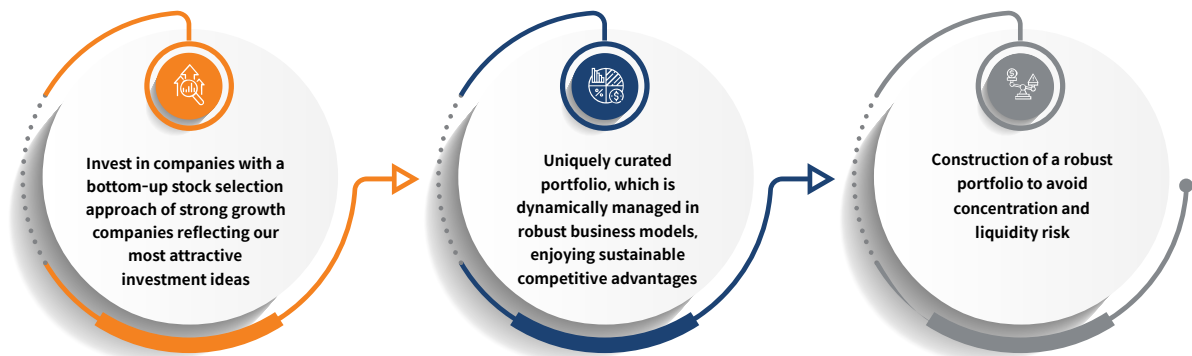 Invest in companies with a
bottom-up stock selection
approach of strong growth
companies reflecting our
most attractive
investment ideas
Uniquely curated
portfolio, which is
dynamically managed in
robust business models,
enjoying sustainable
competitive advantages
Construction of a robust
portfolio to avoid
concentration and
liquidity risk